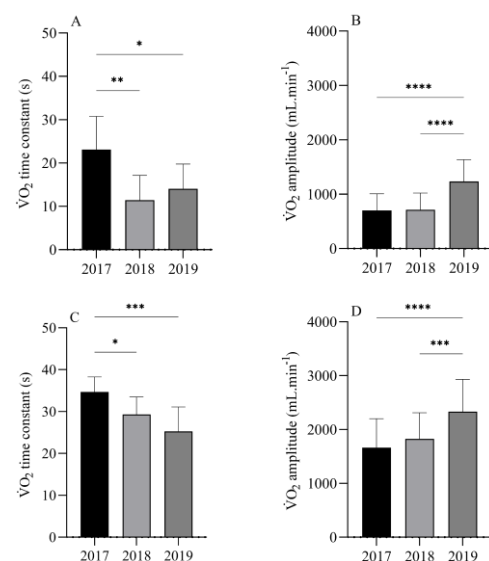 A
V̇O₂ time constant (s)
50
40
30
20
10
0
*
**
2017 2018 2019
B
V̇O₂ amplitude (mL.min⁻¹)
4000
3000
2000
1000
0
****
****
2017 2018 2019
C
V̇O₂ time constant (s)
50
40
30
20
10
0
***
*
2017 2018 2019
D
V̇O₂ amplitude (mL.min⁻¹)
4000
3000
2000
1000
0
****
***
2017 2018 2019